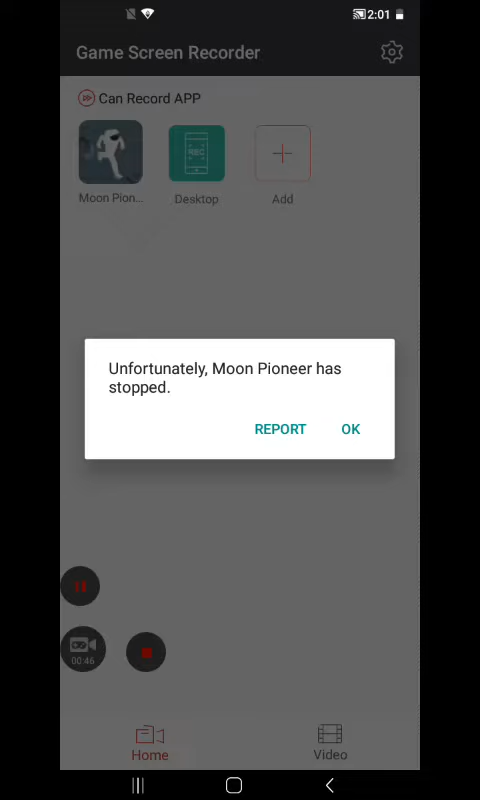 2:01
Game Screen Recorder
Can Record APP
Moon Pion...
Desktop
REC
Add
Unfortunately, Moon Pioneer has
stopped.
REPORT OK
00:46
Home
Video